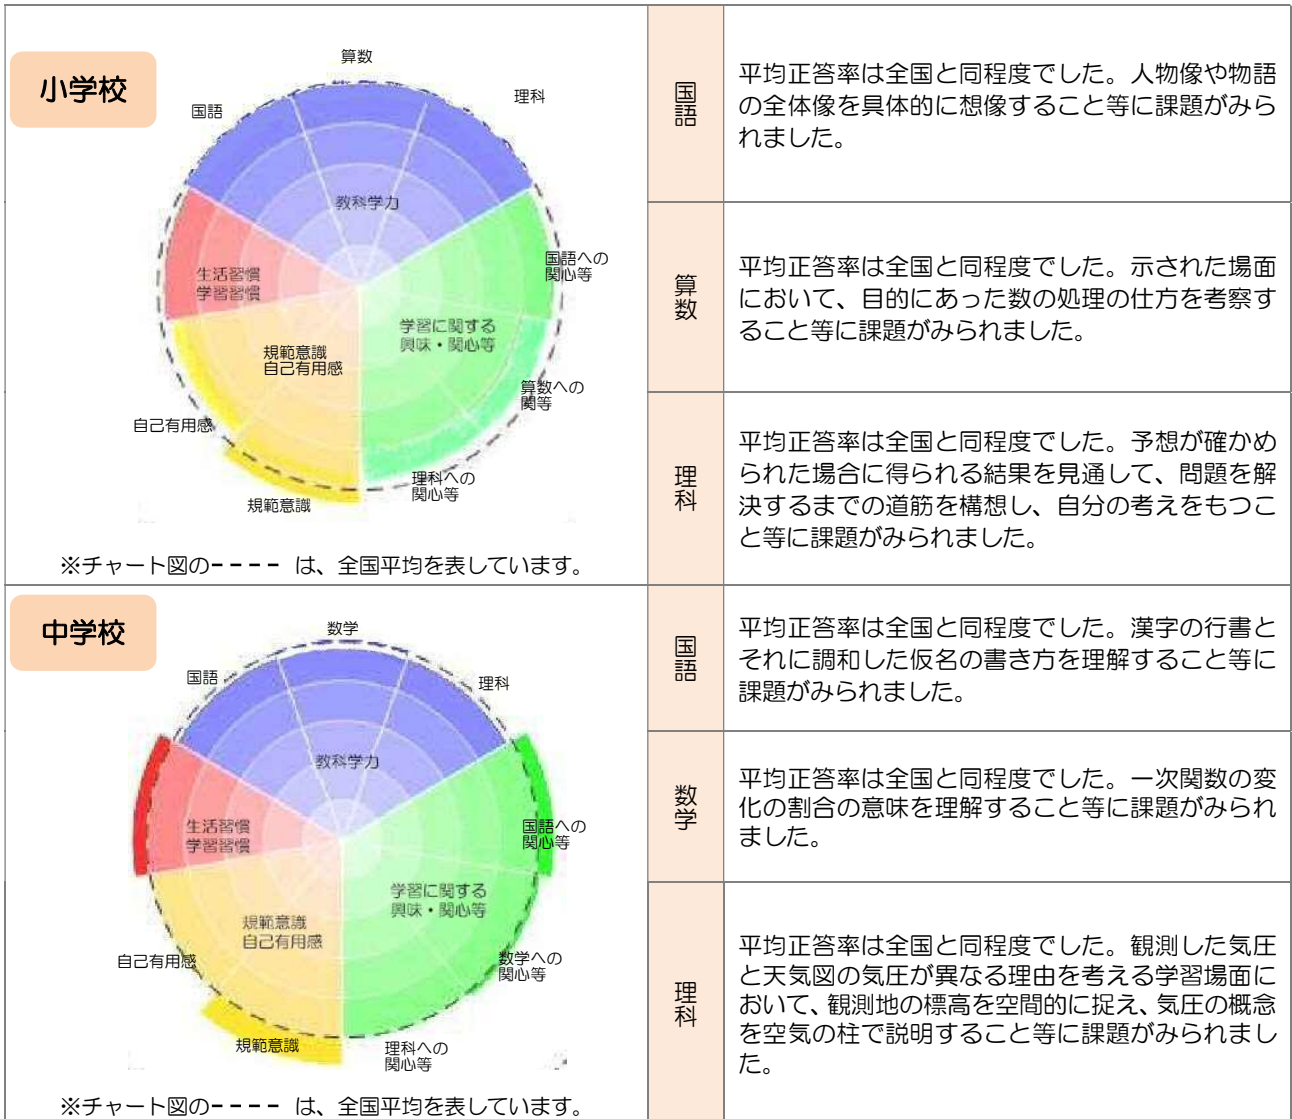 小学校
算数
国語
理科
教科学力
国語への
関心等
生活習慣
学習習慣
学習に関する
興味・関心等
規範意識
自己有用感
算数への
関等
自己有用感
理科への
関心等
規範意識
※チャート図の---- は、全国平均を表しています。
国語
平均正答率は全国と同程度でした。人物像や物語
の全体像を具体的に想像すること等に課題がみら
れました。
算数
平均正答率は全国と同程度でした。示された場面
において、目的にあった数の処理の仕方を考察す
ること等に課題がみられました。
理科
平均正答率は全国と同程度でした。予想が確かめ
られた場合に得られる結果を見通して、問題を解
決するまでの道筋を構想し、自分の考えをもつこ
と等に課題がみられました。
中学校
数学
国語
理科
教科学力
生活習慣
学習習慣
国語への
関心等
学習に関する
興味・関心等
規範意識
自己有用感
自己有用感
数学への
関心等
規範意識
理科への
関心等
※チャート図の---- は、全国平均を表しています。
国語
平均正答率は全国と同程度でした。漢字の行書と
それに調和した仮名の書き方を理解すること等に
課題がみられました。
数学
平均正答率は全国と同程度でした。一次関数の変
化の割合の意味を理解すること等に課題がみられ
ました。
理科
平均正答率は全国と同程度でした。観測した気圧
と天気図の気圧が異なる理由を考える学習場面に
おいて、観測地の標高を空間的に捉え、気圧の概念
を空気の柱で説明すること等に課題がみられまし
た。